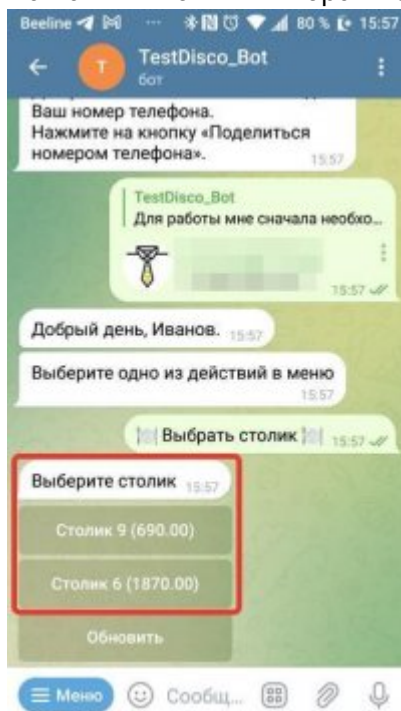 Beeline 80 % 15:57
TestDisco_Bot
бот
Ваш номер телефона.
Нажмите на кнопку «Поделиться
номером телефона». 15:57
TestDisco_Bot
Для работы мне сначала необхо...
15:57
Добрый день, Иванов. 15:57
Выберите одно из действий в меню
15:57
Выбрать столик 15:57
Выберите столик 15:57
Столик 9 (690.00)
Столик 6 (1870.00)
Обновить
Меню Сообщ...